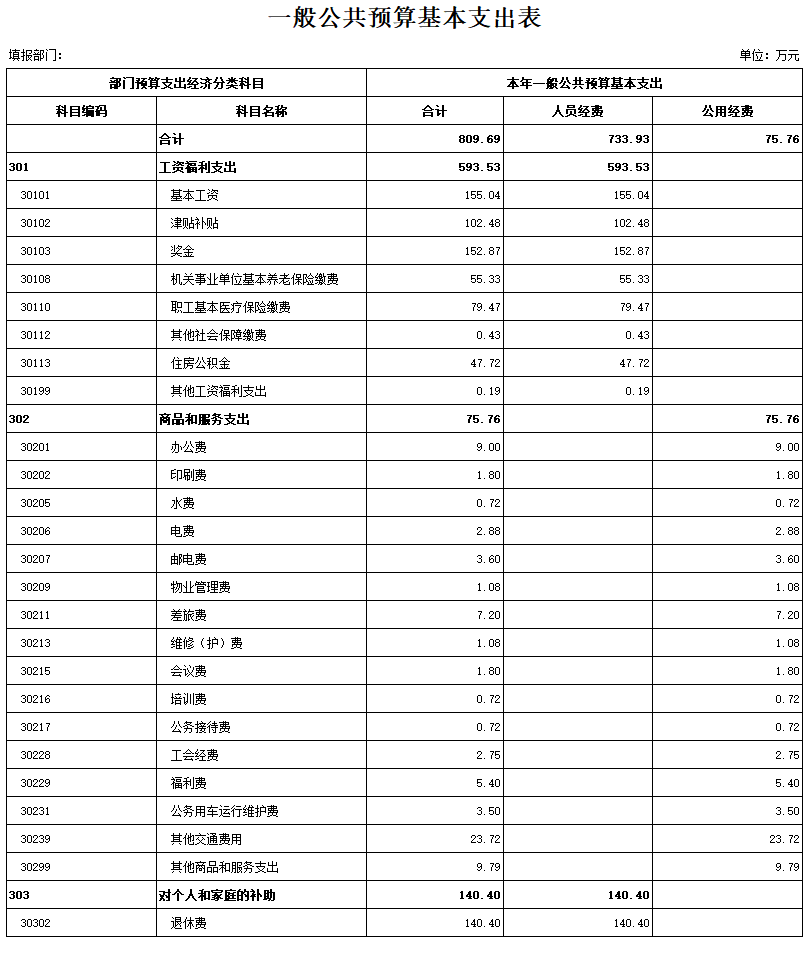 一般公共预算基本支出表
填报部门： 单位：万元
部门预算支出经济分类科目 本年一般公共预算基本支出
科目编码 科目名称 合计 人员经费 公用经费
合计 809.69 733.93 75.76
301 工资福利支出 593.53 593.53
30101 基本工资 155.04 155.04
30102 津贴补贴 102.48 102.48
30103 奖金 152.87 152.87
30108 机关事业单位基本养老保险缴费 55.33 55.33
30110 职工基本医疗保险缴费 79.47 79.47
30112 其他社会保障缴费 0.43 0.43
30113 住房公积金 47.72 47.72
30199 其他工资福利支出 0.19 0.19
302 商品和服务支出 75.76 75.76
30201 办公费 9.00 9.00
30202 印刷费 1.80 1.80
30205 水费 0.72 0.72
30206 电费 2.88 2.88
30207 邮电费 3.60 3.60
30209 物业管理费 1.08 1.08
30211 差旅费 7.20 7.20
30213 维修（护）费 1.08 1.08
30215 会议费 1.80 1.80
30216 培训费 0.72 0.72
30217 公务接待费 0.72 0.72
30228 工会经费 2.75 2.75
30229 福利费 5.40 5.40
30231 公务用车运行维护费 3.50 3.50
30239 其他交通费用 23.72 23.72
30299 其他商品和服务支出 9.79 9.79
303 对个人和家庭的补助 140.40 140.40
30302 退休费 140.40 140.40